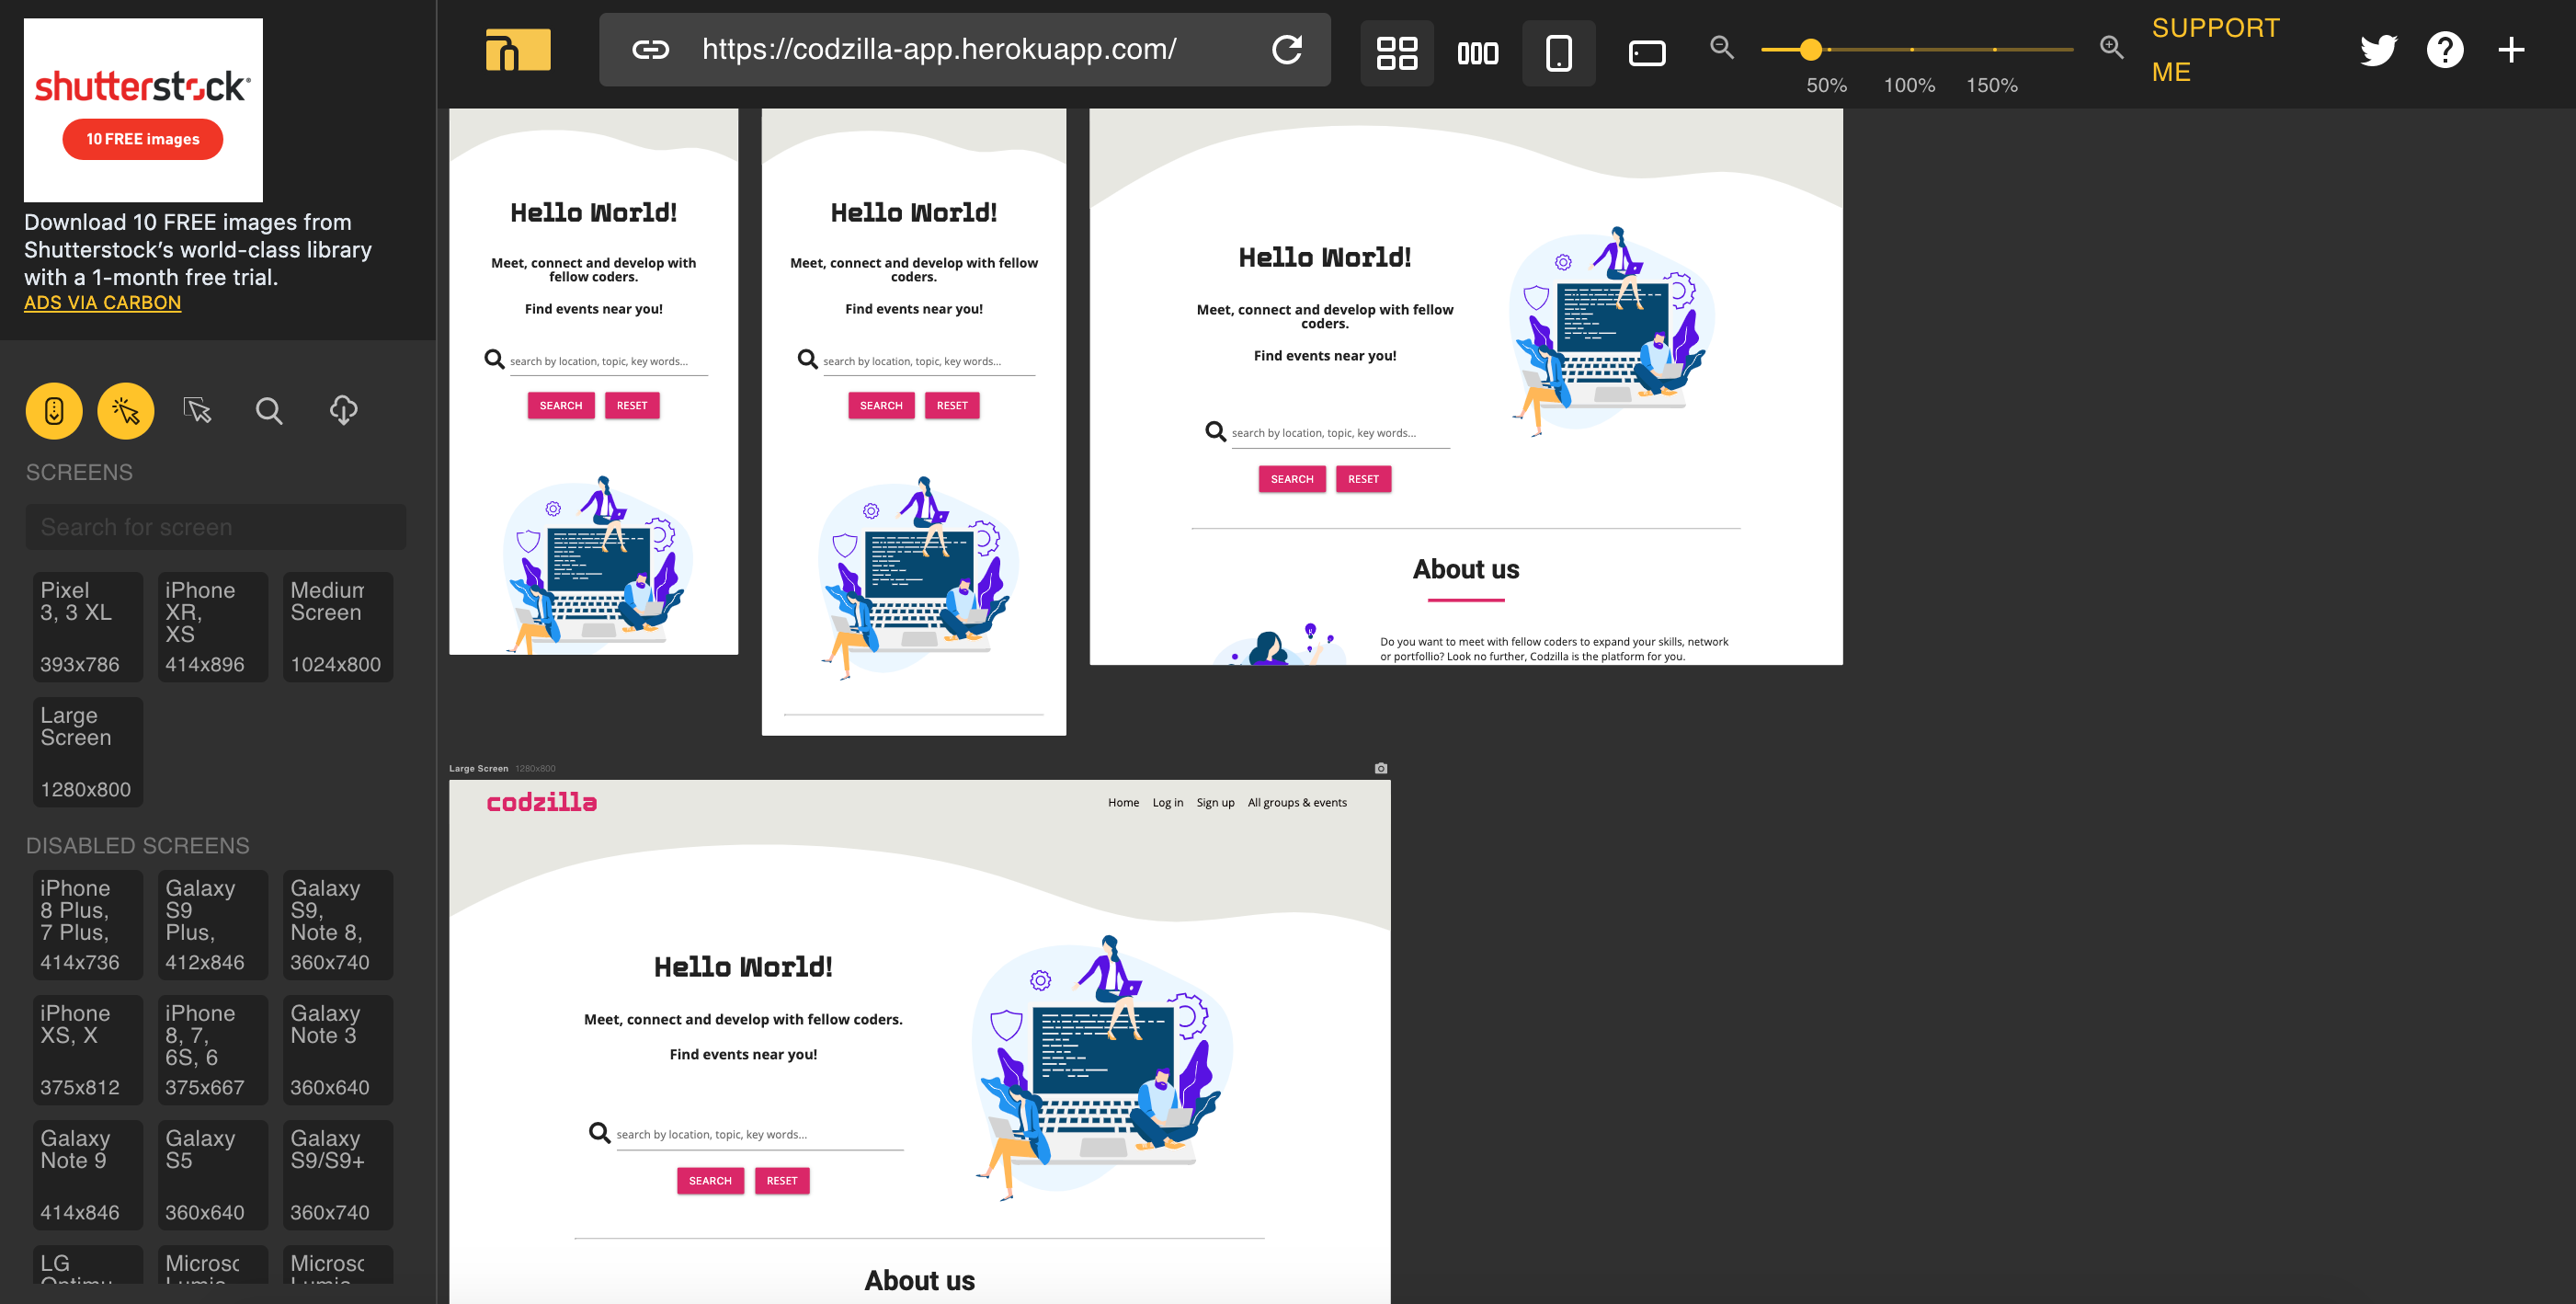 shutterstock
10 FREE images
Download 10 FREE images from
Shutterstock's world-class library
with a 1-month free trial.
ADS VIA CARBON
SCREENS
Search for screen
Pixel
3, 3 XL
393x786
iPhone
XR,
XS
414x896
Medium
Screen
1024x800
Large
Screen
1280x800
DISABLED SCREENS
iPhone
8 Plus,
7 Plus,
414x736
Galaxy
S9
Plus,
412x846
Galaxy
S9,
Note 8,
360x740
iPhone
XS, X
375x812
iPhone
8, 7,
6S, 6
375x667
Galaxy
Note 3
360x640
Galaxy
Note 9
414x846
Galaxy
S5
360x640
Galaxy
S9/S9+
360x740
LG
Microsc
Microsc
https://codzilla-app.herokuapp.com/
50%
100%
150%
SUPPORT
ME
Hello World!
Meet, connect and develop with
fellow coders.
Find events near you!
search by location, topic, key words...
SEARCH
RESET
Hello World!
Meet, connect and develop with fellow
coders.
Find events near you!
search by location, topic, key words...
SEARCH
RESET
Hello World!
Meet, connect and develop with fellow
coders.
Find events near you!
search by location, topic, key words...
SEARCH
RESET
About us
Do you want to meet with fellow coders to expand your skills, network
or portfollio? Look no further, Codzilla is the platform for you.
Large Screen 1280x800
codzilla
Home Log in Sign up All groups & events
Hello World!
Meet, connect and develop with fellow coders.
Find events near you!
search by location, topic, key words...
SEARCH
RESET
About us